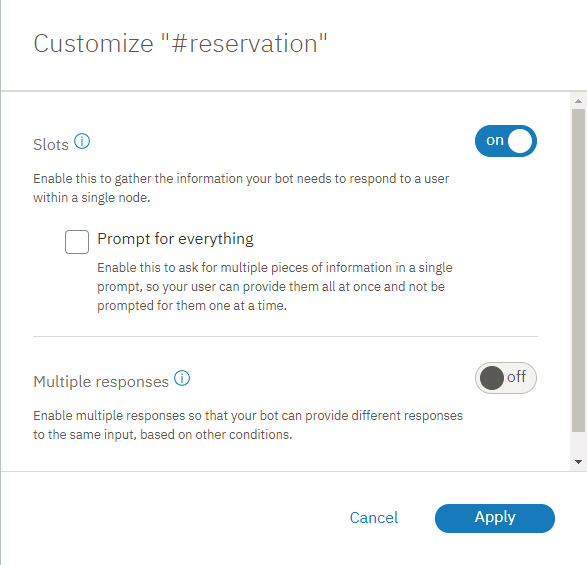 Customize "#reservation"
Slots
on
Enable this to gather the information your bot needs to respond to a user
within a single node.
Prompt for everything
Enable this to ask for multiple pieces of information in a single
prompt, so your user can provide them all at once and not be
prompted for them one at a time.
Multiple responses
off
Enable multiple responses so that your bot can provide different responses
to the same input, based on other conditions.
Cancel
Apply